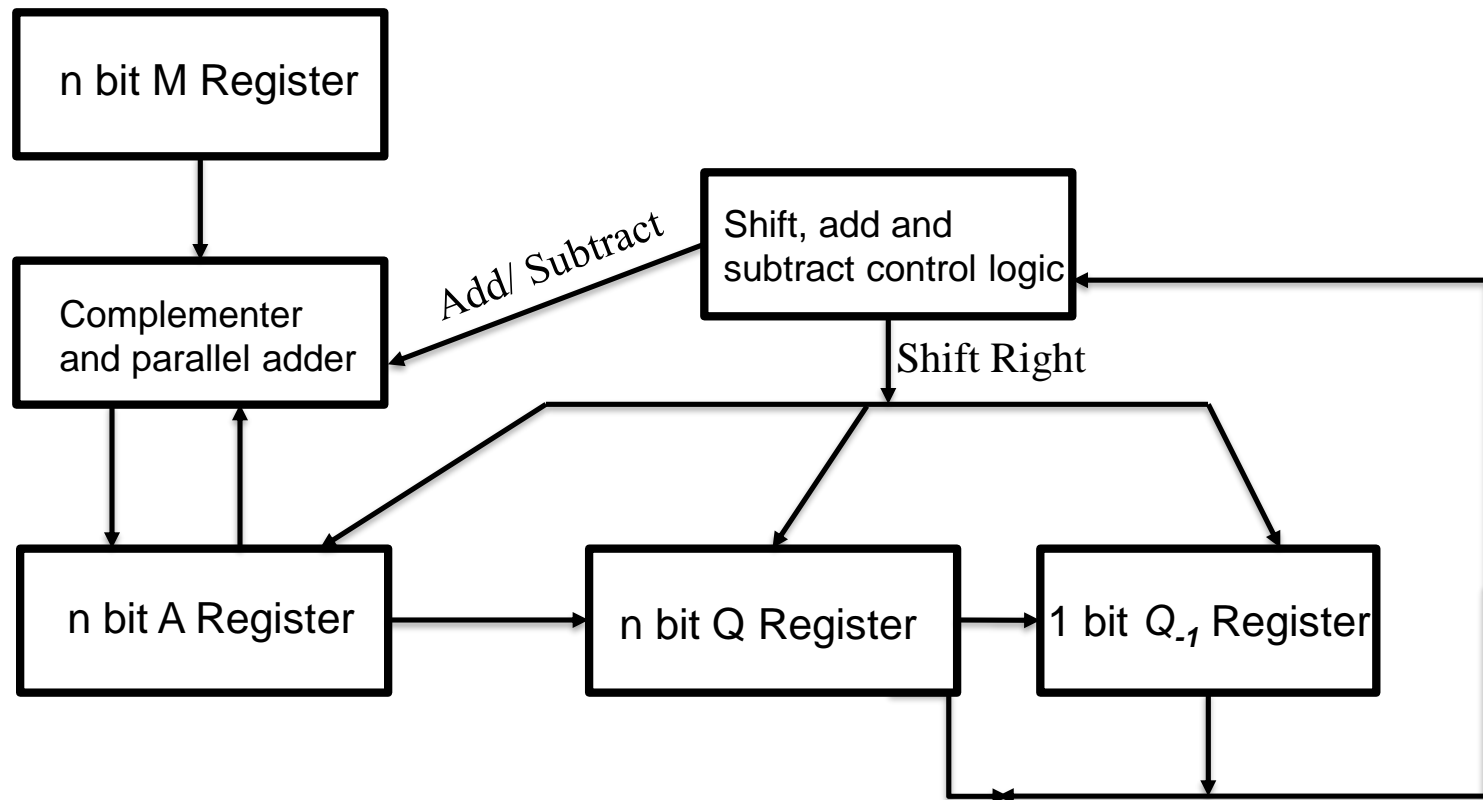 n bit M Register
Shift, add and
subtract control logic
Add/ Subtract
Complementer
and parallel adder
Shift Right
n bit A Register
n bit Q Register
1 bit Q-1 Register